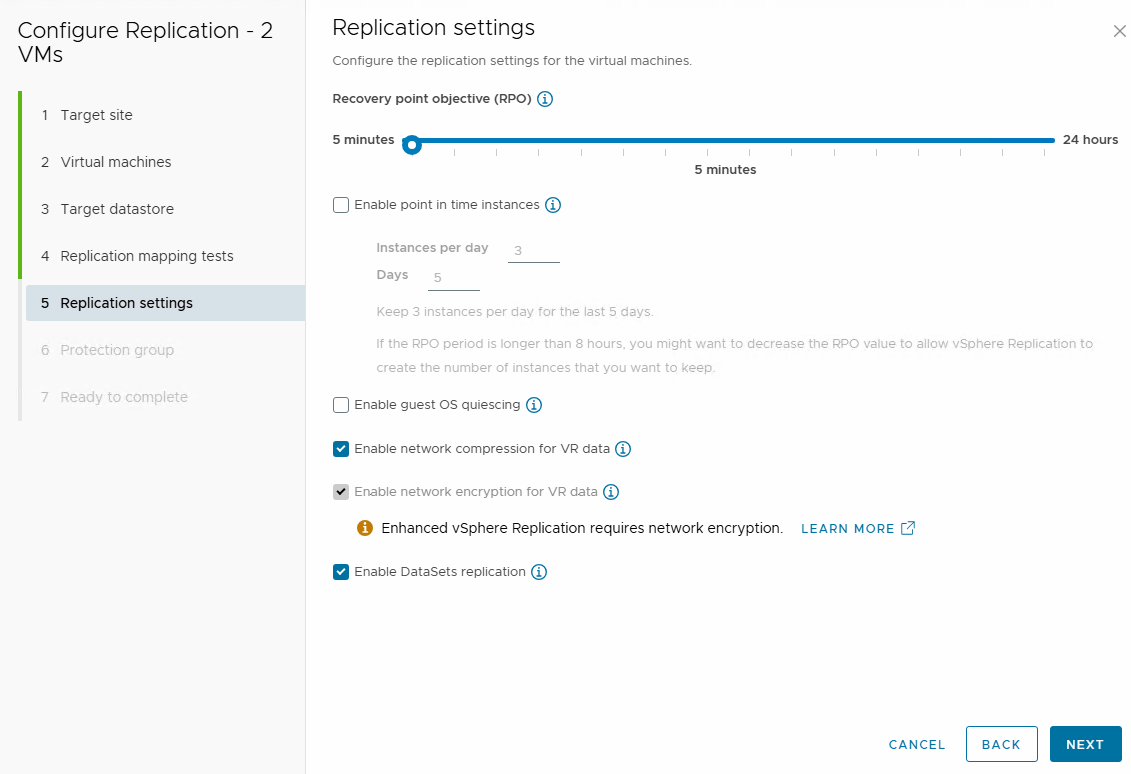 Configure Replication - 2
VMs
1 Target site
2 Virtual machines
3 Target datastore
4 Replication mapping tests
5 Replication settings
6 Protection group
7 Ready to complete
Replication settings
Configure the replication settings for the virtual machines.
Recovery point objective (RPO)
5 minutes
24 hours
5 minutes
Enable point in time instances
Instances per day 3
Days 5
Keep 3 instances per day for the last 5 days.
If the RPO period is longer than 8 hours, you might want to decrease the RPO value to allow vSphere Replication to
create the number of instances that you want to keep.
Enable guest OS quiescing
Enable network compression for VR data
Enable network encryption for VR data
Enhanced vSphere Replication requires network encryption. LEARN MORE
Enable DataSets replication
CANCEL BACK NEXT